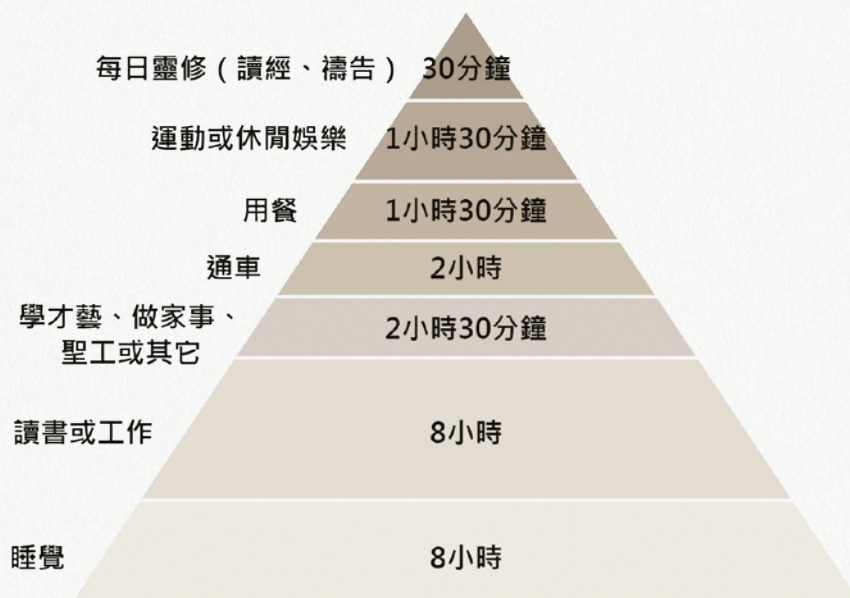 每日靈修（讀經、禱告） 30分鐘
運動或休閒娛樂 1小時30分鐘
用餐 1小時30分鐘
通車 2小時
學才藝、做家事、
聖工或其它 2小時30分鐘
讀書或工作 8小時
睡覺 8小時